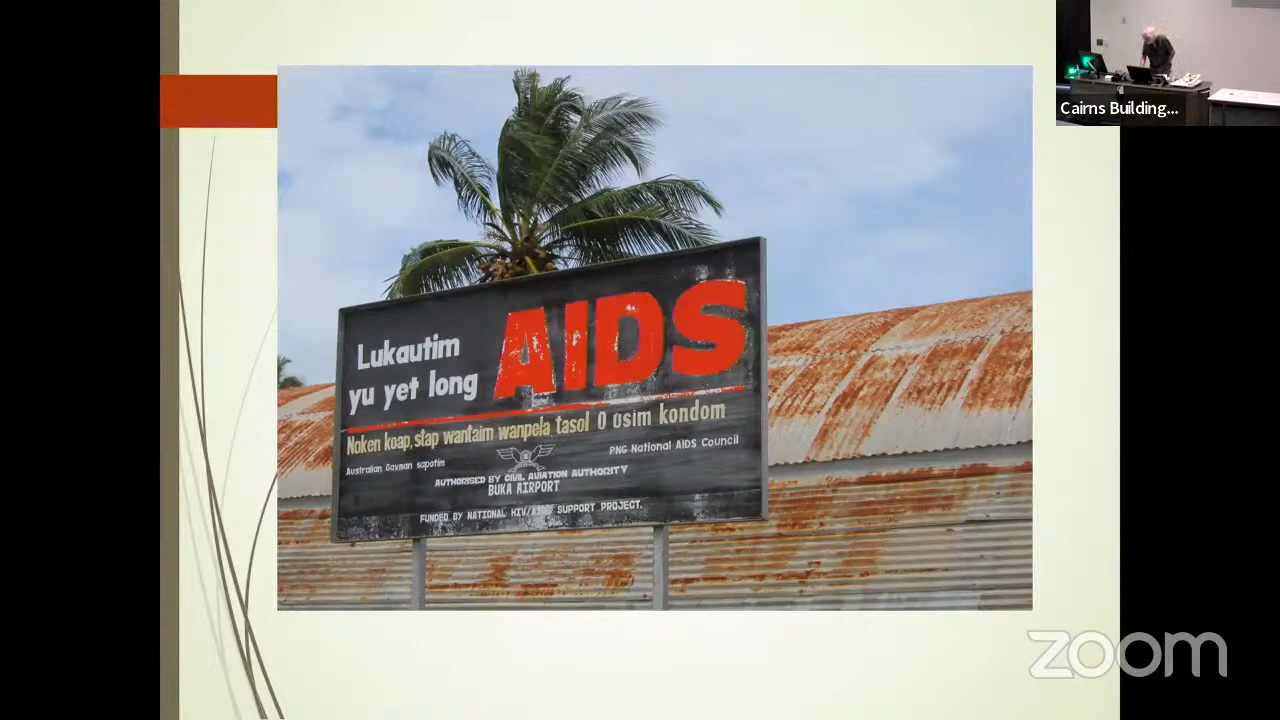 Cairns Building...
Lukautim
yu yet long
AIDS
Noken koap, stap wantaim wanpela tasol O usim kondom
Australian Gavman sapotim
PNG National AIDS Council
AUTHORISED BY CIVIL AVIATION AUTHORITY
BUKA AIRPORT
FUNDED BY NATIONAL HIV/AIDS SUPPORT PROJECT.
zoom